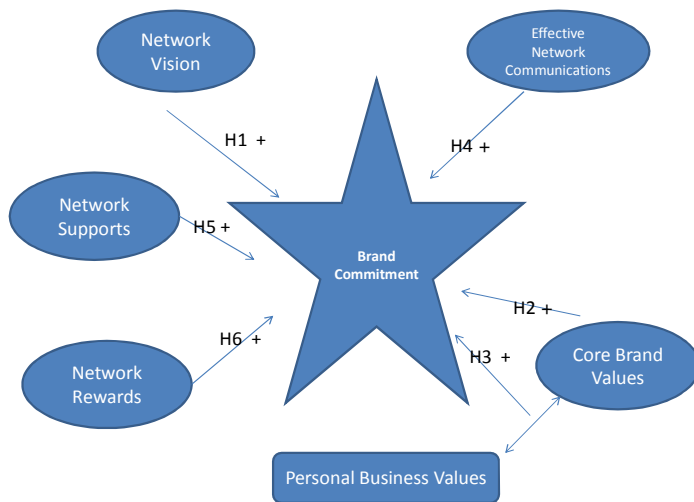 Network
Vision
Effective
Network
Communications
H1 +
H4 +
Network
Supports
H5 +
Brand
Commitment
H2 +
H6 +
H3 +
Core Brand
Values
Network
Rewards
Personal Business Values